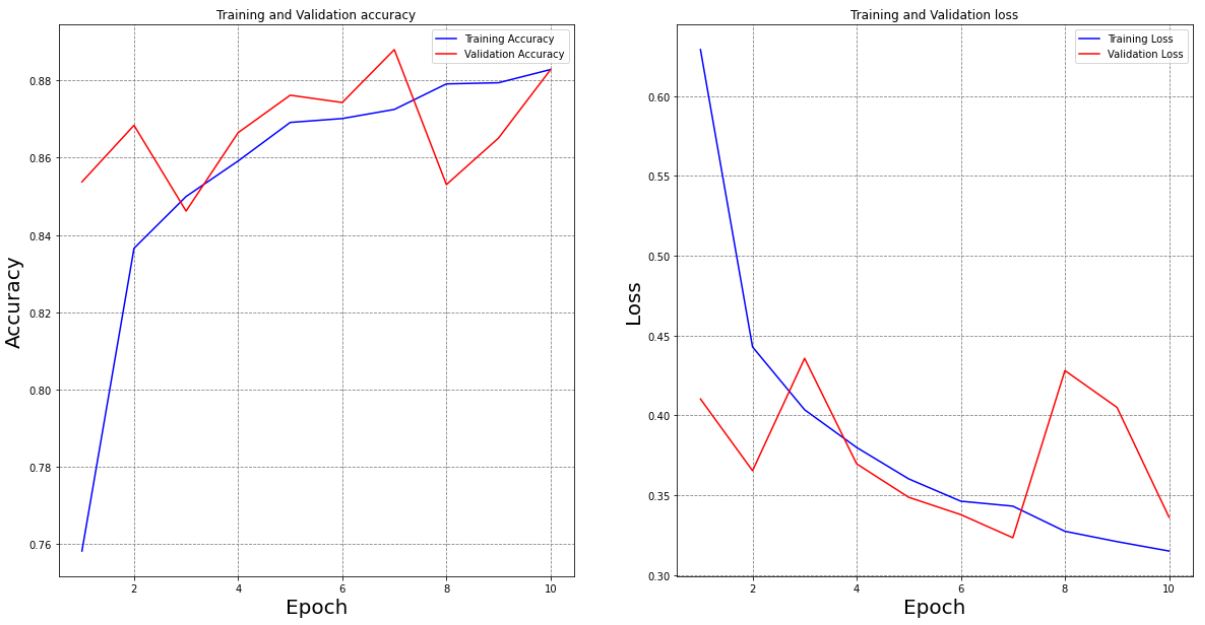 Training and Validation accuracy
Training Accuracy
Validation Accuracy
0.88
0.86
0.84
0.82
0.80
0.78
0.76
Accuracy
2
4
6
8
10
Epoch
Training and Validation loss
Training Loss
Validation Loss
0.60
0.55
0.50
0.45
0.40
0.35
0.30
Loss
2
4
6
8
10
Epoch